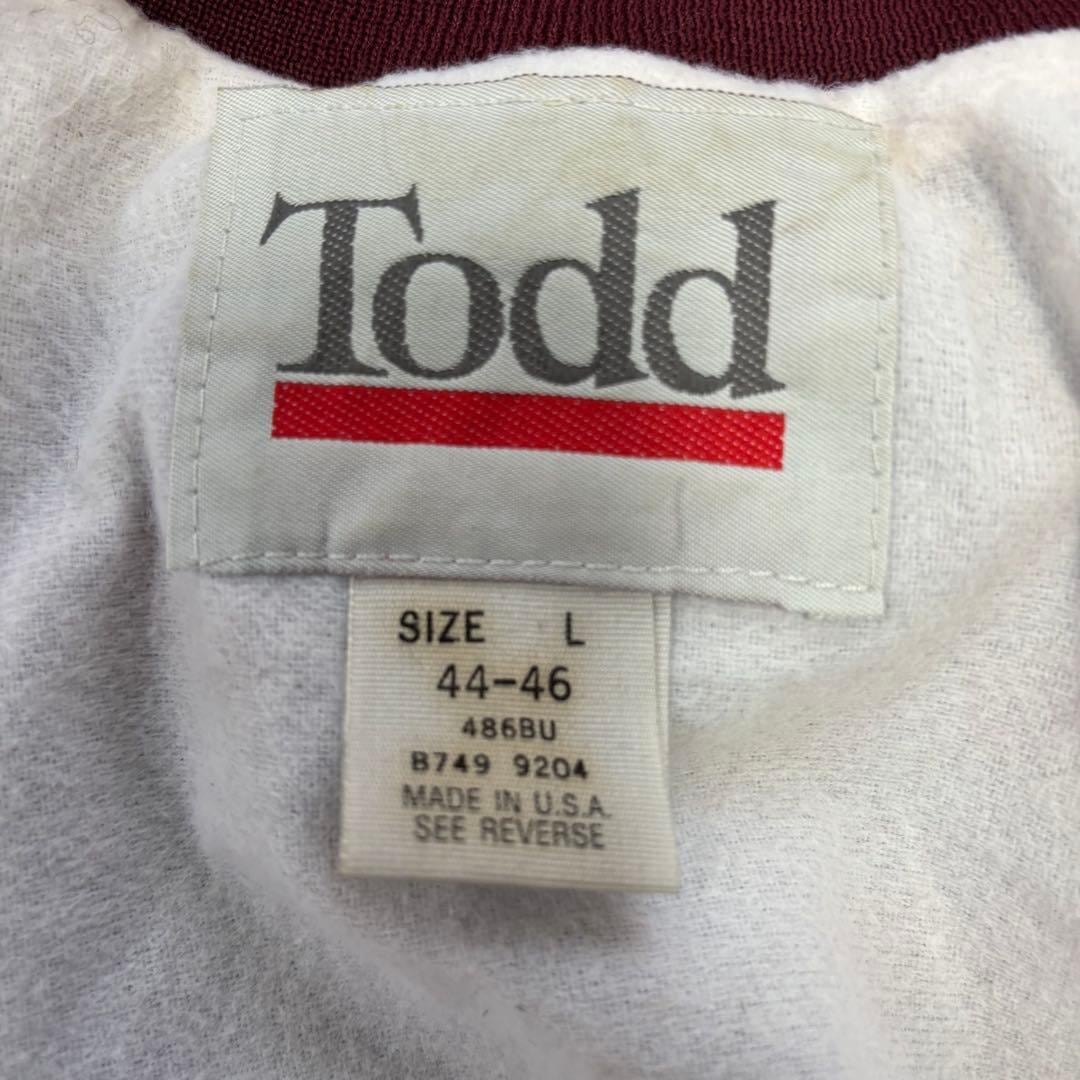 Todd
SIZE L
44-46
486BU
B749 9204
MADE IN U.S.A.
SEE REVERSE